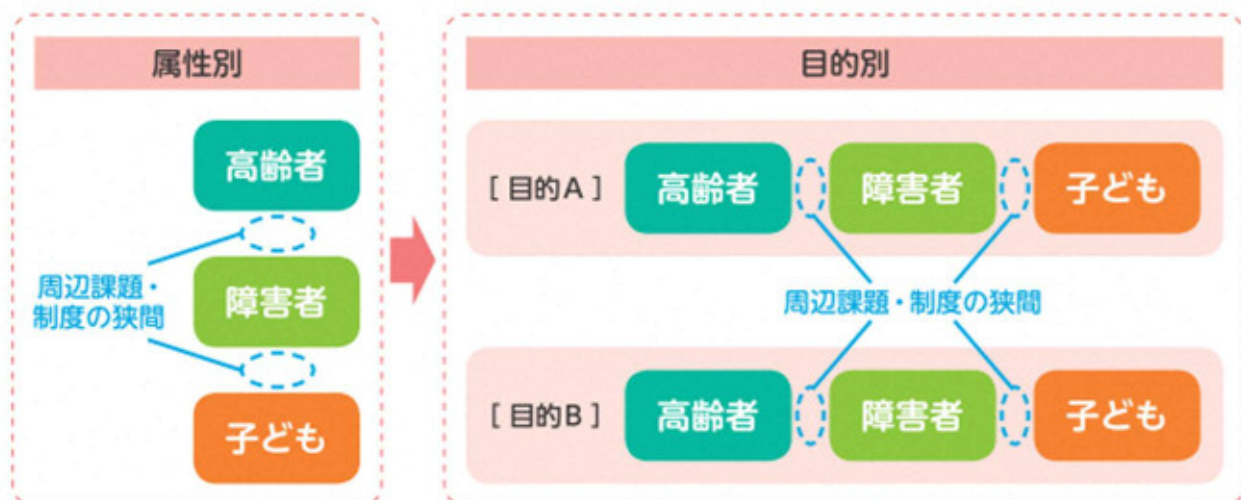 属性別
高齢者
周辺課題・
制度の狭間
障害者
子ども
目的別
[ 目的A ]
高齢者
障害者
子ども
周辺課題・制度の狭間
[ 目的B ]
高齢者
障害者
子ども